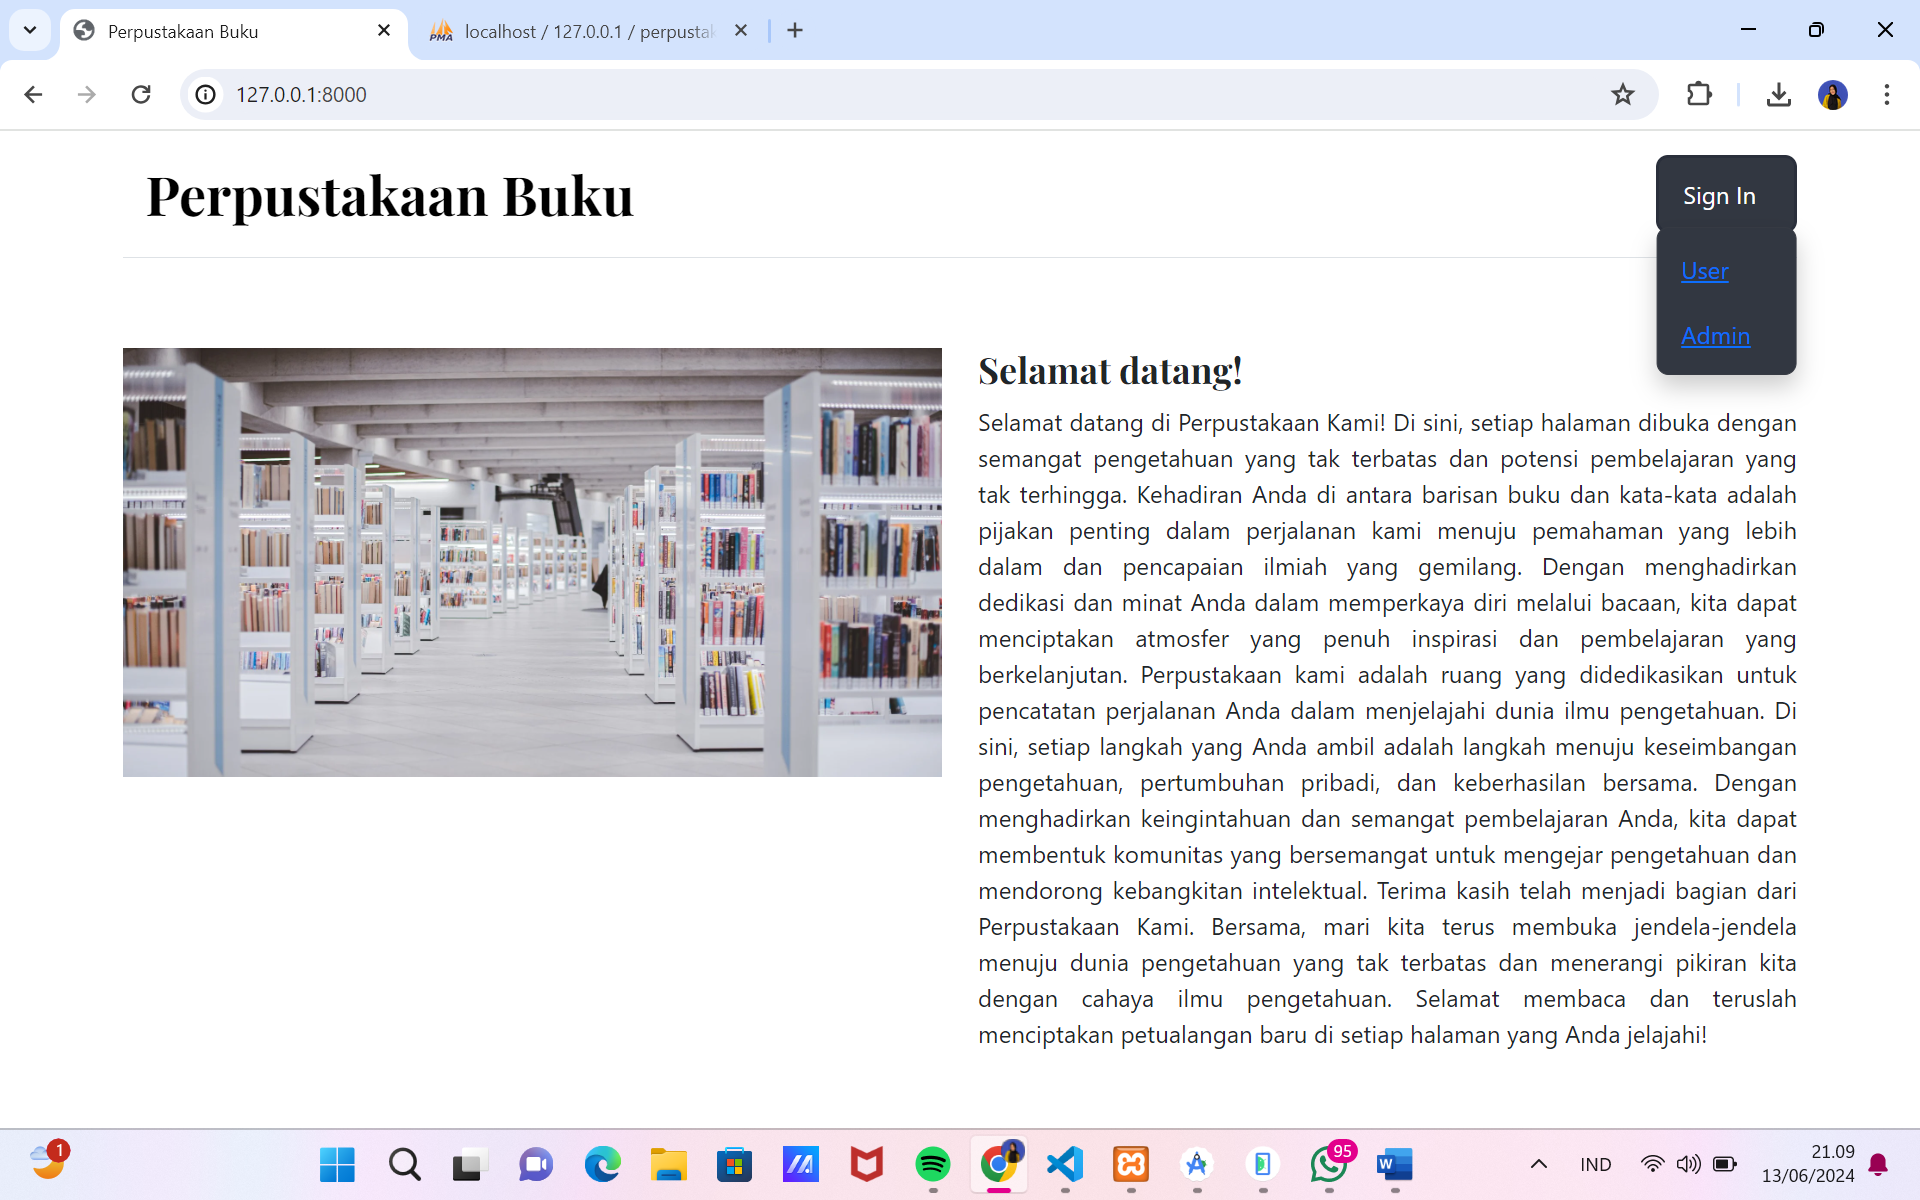 Perpustakaan Buku
localhost / 127.0.0.1 / perpustak
127.0.0.1:8000
Perpustakaan Buku
Sign In
User
Admin
Selamat datang!
Selamat datang di Perpustakaan Kami! Di sini, setiap halaman dibuka dengan
semangat pengetahuan yang tak terbatas dan potensi pembelajaran yang
tak terhingga. Kehadiran Anda di antara barisan buku dan kata-kata adalah
pijakan penting dalam perjalanan kami menuju pemahaman yang lebih
dalam dan pencapaian ilmiah yang gemilang. Dengan menghadirkan
dedikasi dan minat Anda dalam memperkaya diri melalui bacaan, kita dapat
menciptakan atmosfer yang penuh inspirasi dan pembelajaran yang
berkelanjutan. Perpustakaan kami adalah ruang yang didedikasikan untuk
pencatatan perjalanan Anda dalam menjelajahi dunia ilmu pengetahuan. Di
sini, setiap langkah yang Anda ambil adalah langkah menuju keseimbangan
pengetahuan, pertumbuhan pribadi, dan keberhasilan bersama. Dengan
menghadirkan keingintahuan dan semangat pembelajaran Anda, kita dapat
membentuk komunitas yang bersemangat untuk mengejar pengetahuan dan
mendorong kebangkitan intelektual. Terima kasih telah menjadi bagian dari
Perpustakaan Kami. Bersama, mari kita terus membuka jendela-jendela
menuju dunia pengetahuan yang tak terbatas dan menerangi pikiran kita
dengan cahaya ilmu pengetahuan. Selamat membaca dan teruslah
menciptakan petualangan baru di setiap halaman yang Anda jelajahi!
1
95
IND
21.09
13/06/2024